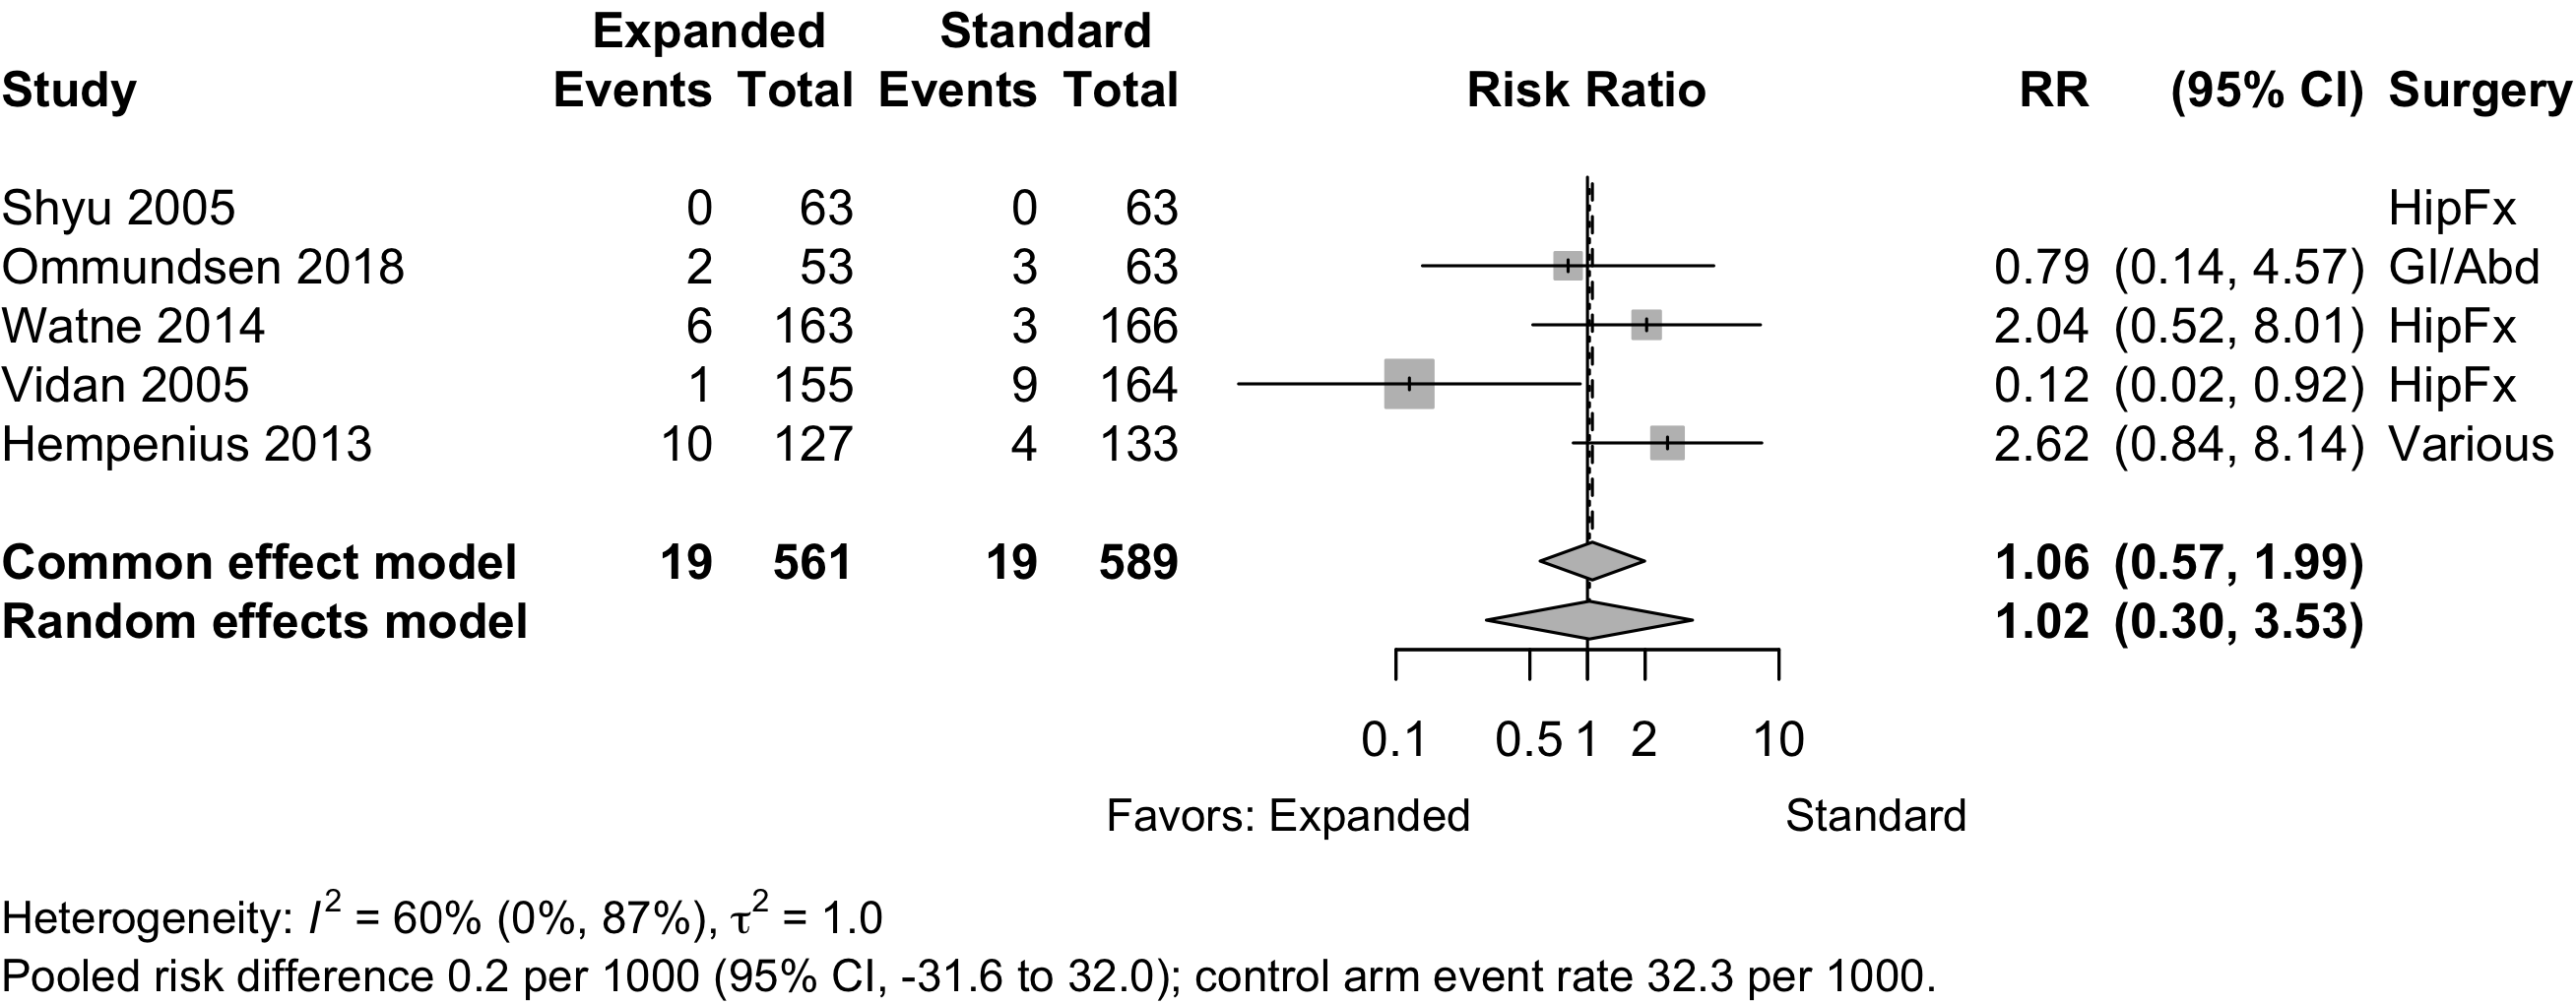 Expanded Standard
Study Events Total Events Total Risk Ratio RR (95% CI) Surgery
Shyu 2005 0 63 0 63 HipFx
Ommundsen 2018 2 53 3 63 0.79 (0.14, 4.57) GI/Abd
Watne 2014 6 163 3 166 2.04 (0.52, 8.01) HipFx
Vidan 2005 1 155 9 164 0.12 (0.02, 0.92) HipFx
Hempenius 2013 10 127 4 133 2.62 (0.84, 8.14) Various
Common effect model 19 561 19 589 1.06 (0.57, 1.99)
Random effects model 1.02 (0.30, 3.53)
0.1 0.5 1 2 10
Favors: Expanded Standard
Heterogeneity: I² = 60% (0%, 87%), τ² = 1.0
Pooled risk difference 0.2 per 1000 (95% CI, -31.6 to 32.0); control arm event rate 32.3 per 1000.